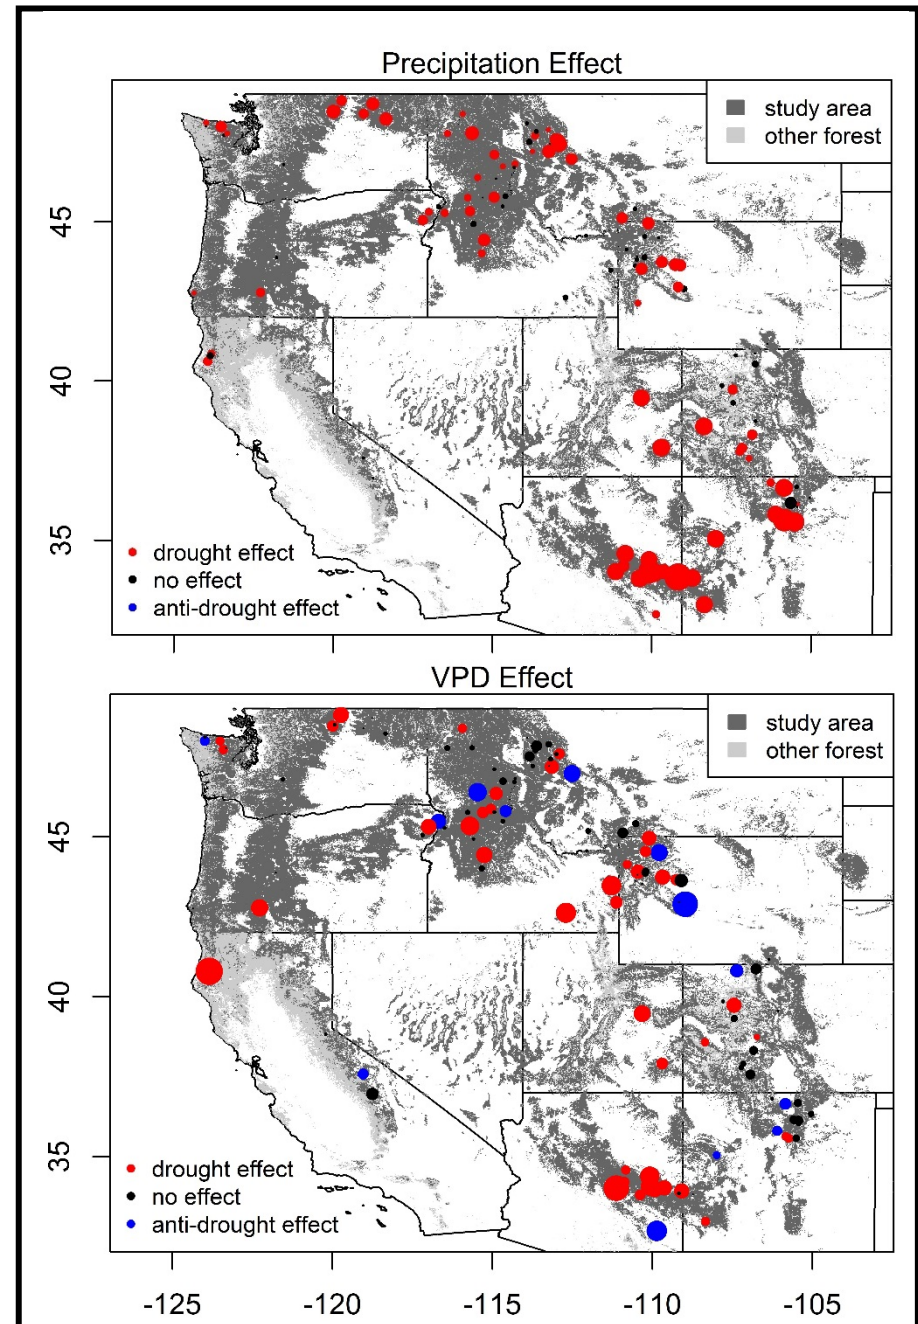 Precipitation Effect
study area
other forest
45
40
35
drought effect
no effect
anti-drought effect
VPD Effect
study area
other forest
45
40
35
drought effect
no effect
anti-drought effect
-125 -120 -115 -110 -105